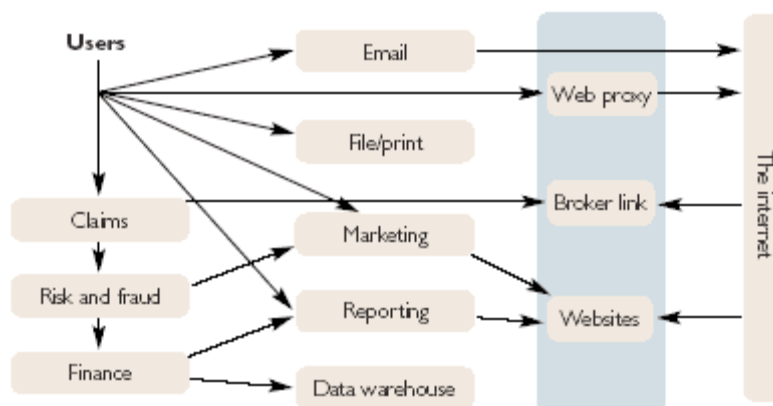 Users
Email
Web proxy
File/print
Claims
Broker link
Marketing
Risk and fraud
Reporting
Websites
Finance
Data warehouse
The internet